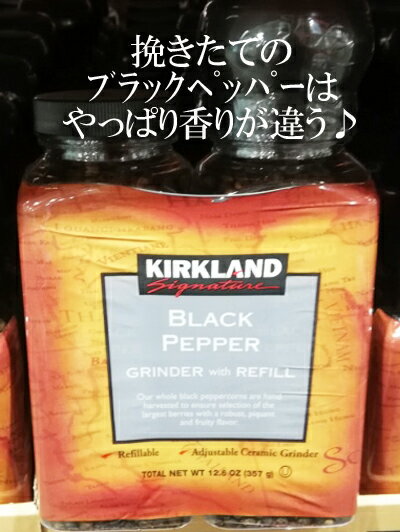 挽きたての
ブラックペッパーは
やっぱり香りが違う♪
KIRKLAND
Signature
BLACK
PEPPER
GRINDER with REFILL
Our whole black peppercorns are hand
harvested to ensure selection of the
largest berries with a robust, piquant
and fruity flavor.
Refillable • Adjustable Ceramic Grinder
TOTAL NET WT 12.6 OZ (357 g) U